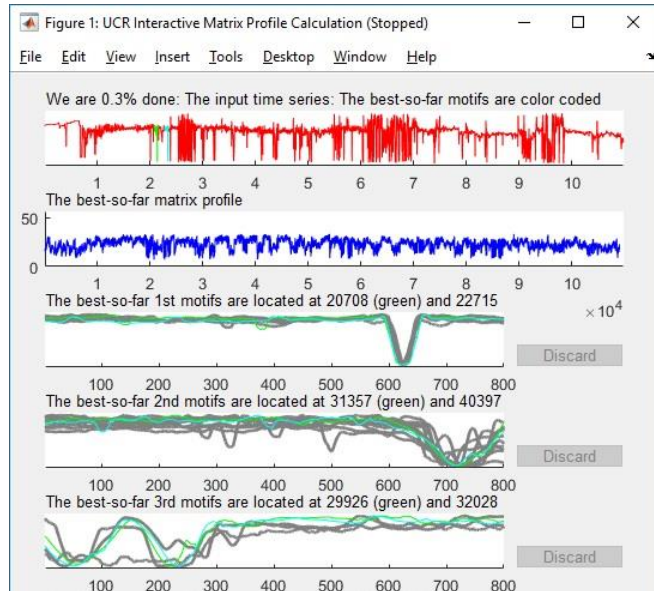 Figure 1: UCR Interactive Matrix Profile Calculation (Stopped)
File Edit View Insert Tools Desktop Window Help
We are 0.3% done: The input time series: The best-so-far motifs are color coded
1 2 3 4 5 6 7 8 9 10
The best-so-far matrix profile
50
0
1 2 3 4 5 6 7 8 9 10
×10⁴
The best-so-far 1st motifs are located at 20708 (green) and 22715
Discard
100 200 300 400 500 600 700 800
The best-so-far 2nd motifs are located at 31357 (green) and 40397
Discard
100 200 300 400 500 600 700 800
The best-so-far 3rd motifs are located at 29926 (green) and 32028
Discard
100 200 300 400 500 600 700 800